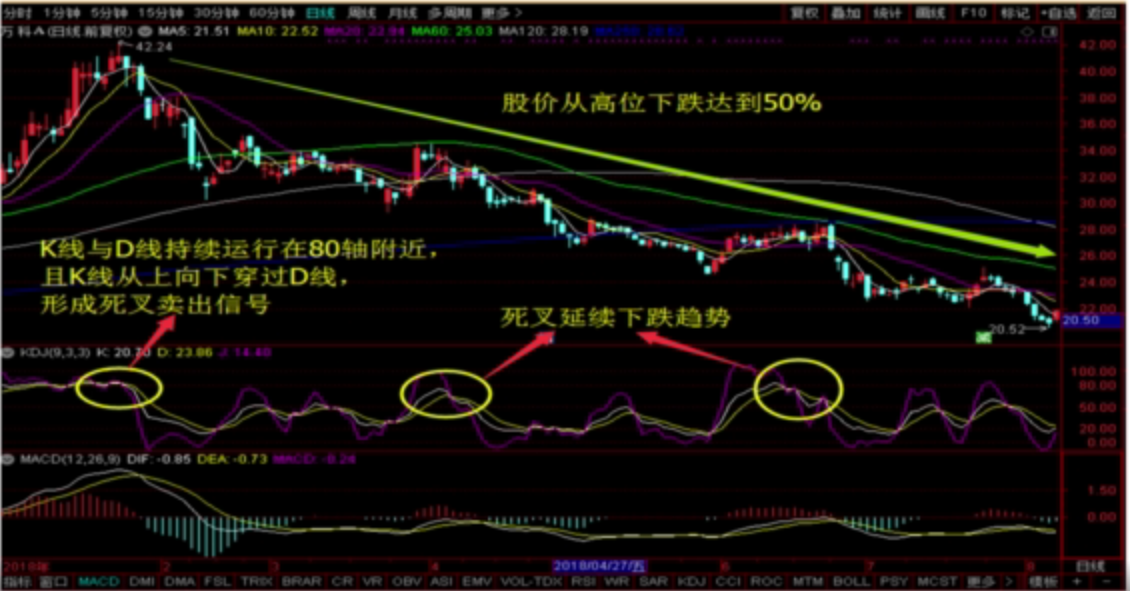 分时 1分钟 5分钟 15分钟 30分钟 60分钟 日线 周线 月线 多周期 更多 > 复权 叠加 统计 画线 F10 标记 +自选 返回
万 科A(日线 前复权) MA5: 21.51 MA10: 22.52 MA20: 22.84 MA60: 25.03 MA120: 28.19
42.24
42.00
40.00
股价从高位下跌达到50%
38.00
36.00
34.00
32.00
30.00
28.00
K线与D线持续运行在80轴附近，
且K线从上向下穿过D线，
形成死叉卖出信号
26.00
24.00
22.00
死叉延续下跌趋势
20.50
20.52
减
KDJ(9,3,3) D: 23.86 J: 14.40
100.00
80.00
50.00
20.00
0.00
MACD(12,26,9) DIF: -0.85 DEA: -0.73 MACD: -0.24
1.50
0.00
2018年 2 3 4 2018/04/27/五 6 7 8 日线
指标 窗口 MACD DMI DMA FSL TRIX BRAR CR VR OBV ASI EMV VOL-TDX RSI WR SAR KDJ CCI ROC MTM BOLL PSY MCST 更多 > 模板 + -